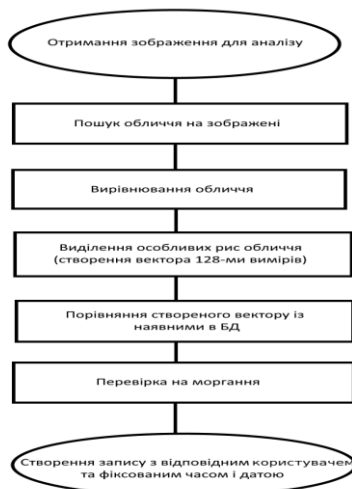 Отримання зображення для аналізу
Пошук обличчя на зображені
Вирівнювання обличчя
Виділення особливих рис обличчя
(створення вектора 128-ми вимірів)
Порівняння створеного вектору із
наявними в БД
Перевірка на моргання
Створення запису з відповідним користувачем
та фіксованим часом і датою